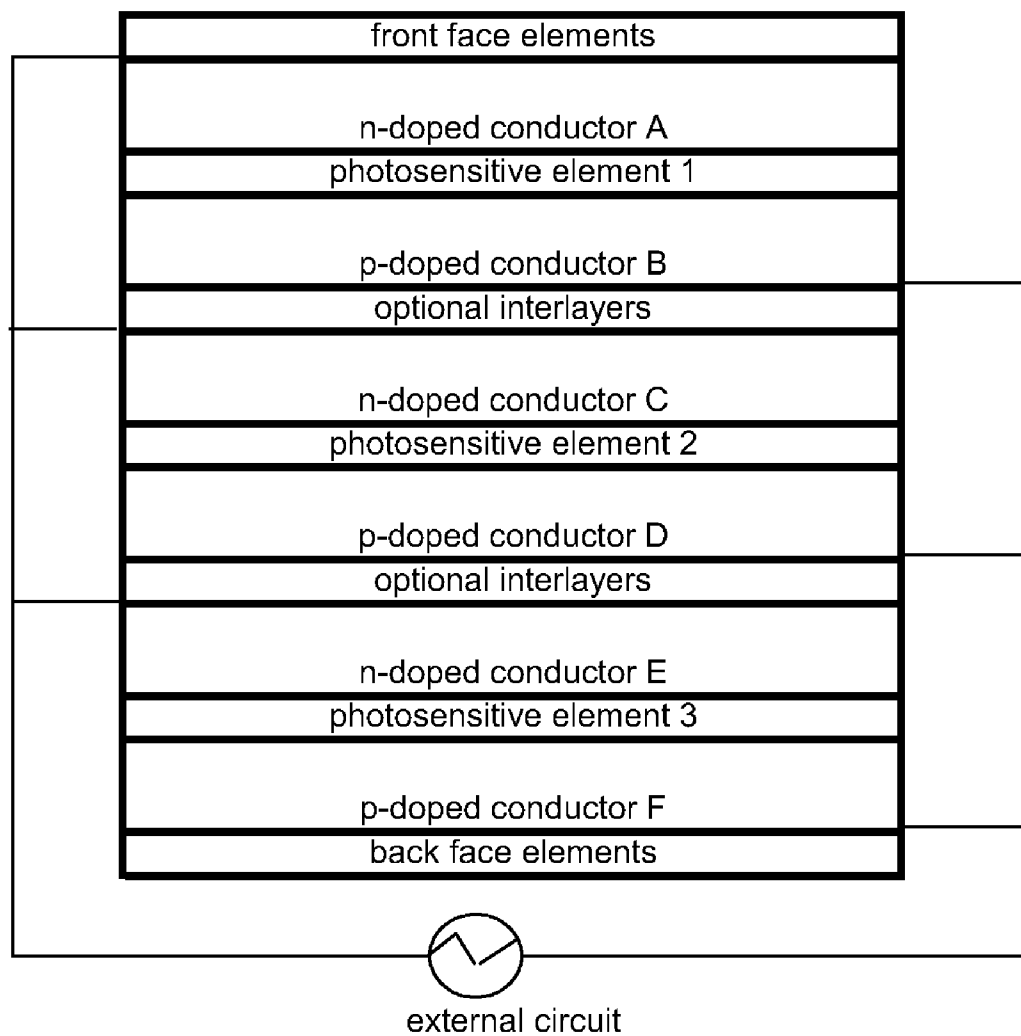 front face elements
n-doped conductor A
photosensitive element 1
p-doped conductor B
optional interlayers
n-doped conductor C
photosensitive element 2
p-doped conductor D
optional interlayers
n-doped conductor E
photosensitive element 3
p-doped conductor F
back face elements
external circuit